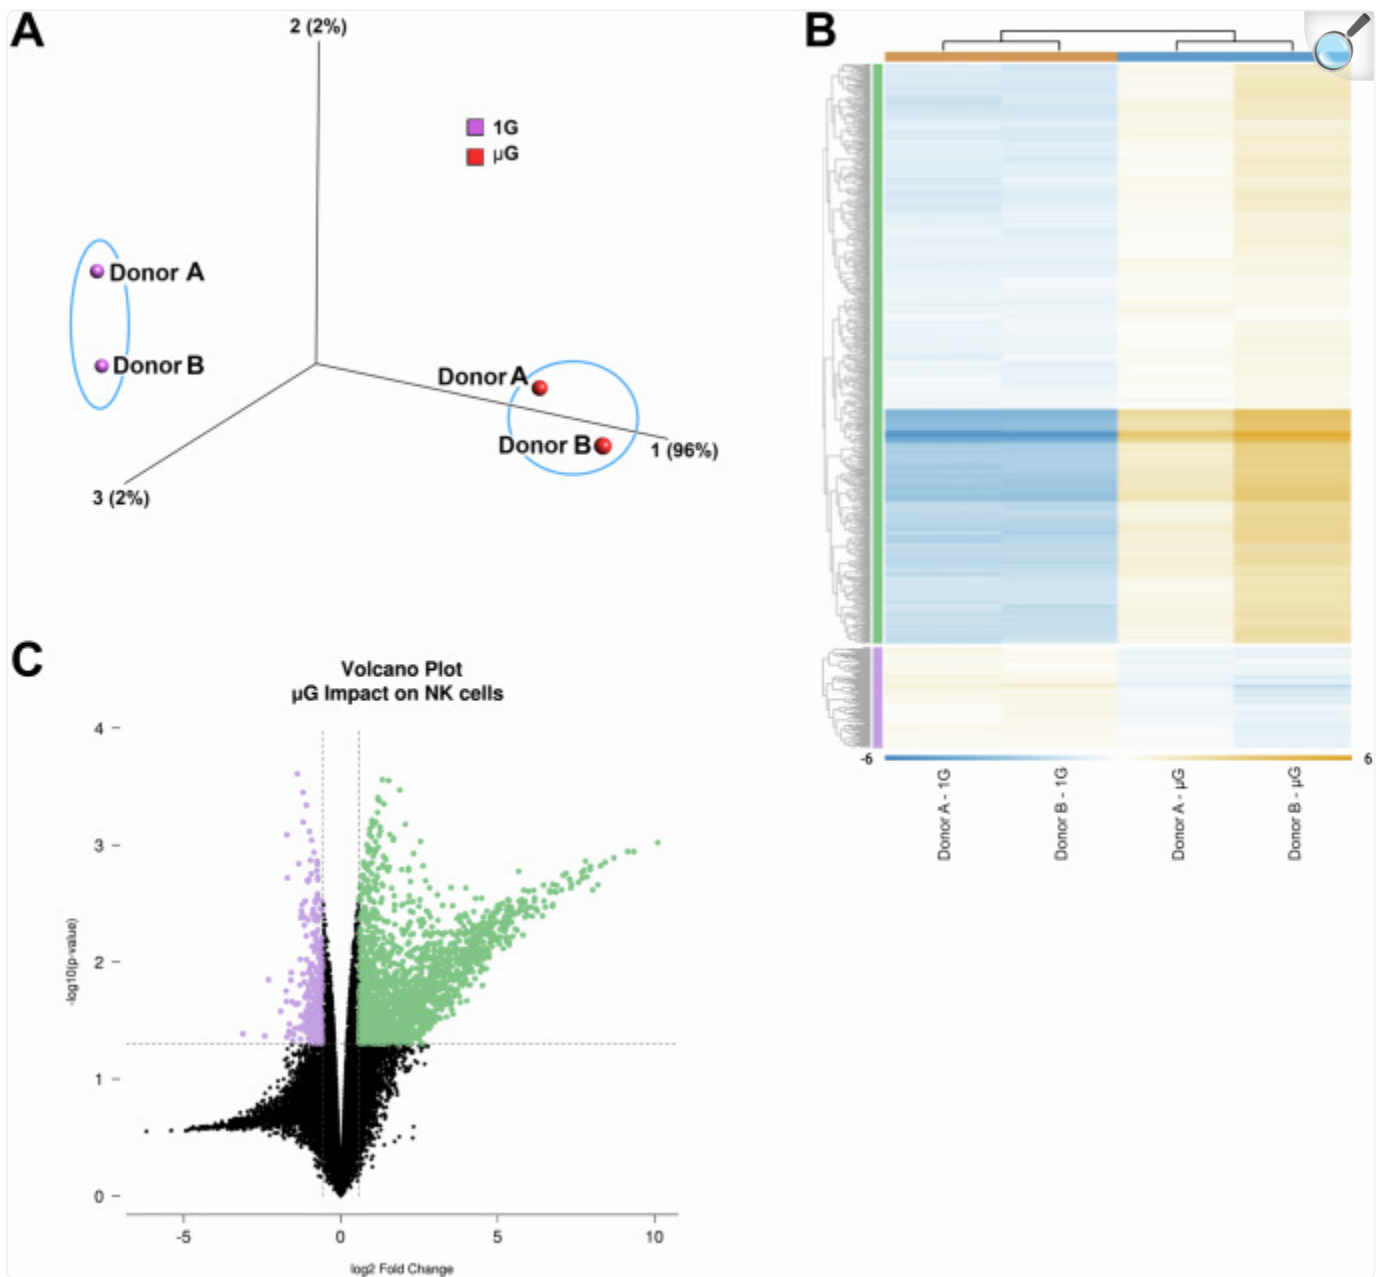 A
2 (2%)
1G
µG
Donor A
Donor B
Donor A
Donor B
1 (96%)
3 (2%)
B
-6
6
Donor A - 1G
Donor B - 1G
Donor A - µG
Donor B - µG
C
Volcano Plot
µG Impact on NK cells
4
3
2
1
0
-log10(p-value)
-5
0
5
10
log2 Fold Change